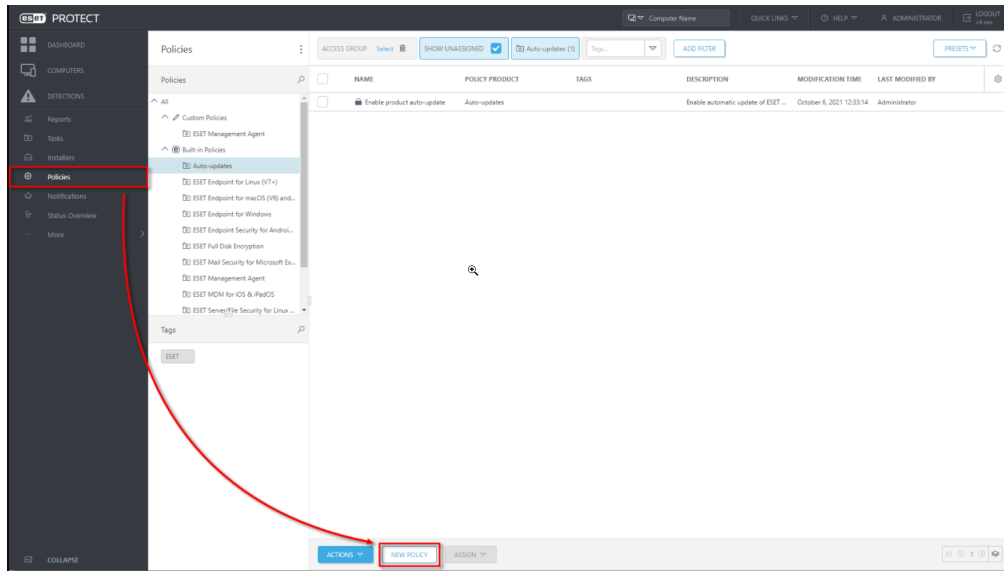 eset PROTECT
Computer Name
QUICK LINKS
HELP
ADMINISTRATOR
LOGOUT
>8 min
DASHBOARD
COMPUTERS
DETECTIONS
Reports
Tasks
Installers
Policies
Notifications
Status Overview
More
COLLAPSE
Policies
ACCESS GROUP Select
SHOW UNASSIGNED
Auto-updates (1)
Tags...
ADD FILTER
PRESETS
Policies
All
Custom Policies
ESET Management Agent
Built-in Policies
Auto-updates
ESET Endpoint for Linux (V7+)
ESET Endpoint for macOS (V6) and...
ESET Endpoint for Windows
ESET Endpoint Security for Androi...
ESET Full Disk Encryption
ESET Mail Security for Microsoft Ex...
ESET Management Agent
ESET MDM for iOS & iPadOS
ESET Server/File Security for Linux ...
Tags
ESET
NAME POLICY PRODUCT TAGS DESCRIPTION MODIFICATION TIME LAST MODIFIED BY
Enable product auto-update Auto-updates Enable automatic update of ESET ... October 6, 2021 12:03:14 Administrator
ACTIONS
NEW POLICY
ASSIGN
1